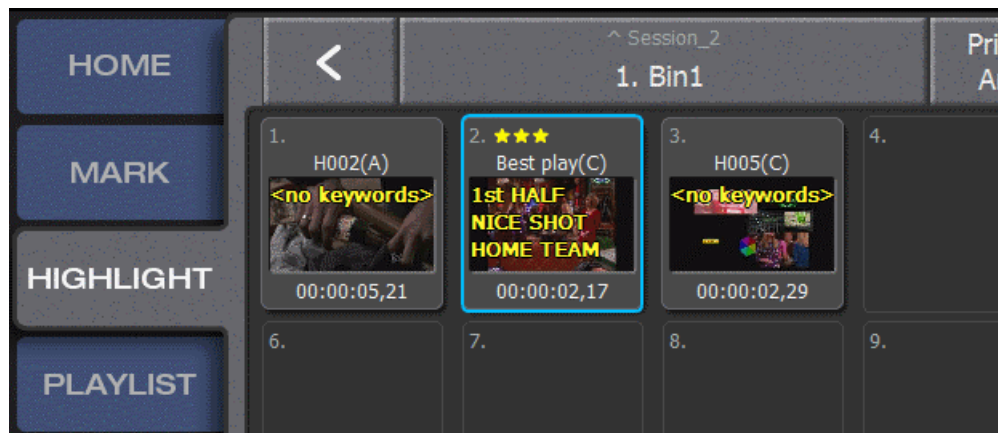 HOME
MARK
HIGHLIGHT
PLAYLIST
<
^ Session_2
1. Bin1
Pri
A
1.
H002(A)
<no keywords>
00:00:05,21
2. ★★★
Best play(C)
1st HALF
NICE SHOT
HOME TEAM
00:00:02,17
3.
H005(C)
<no keywords>
00:00:02,29
4.
6.
7.
8.
9.